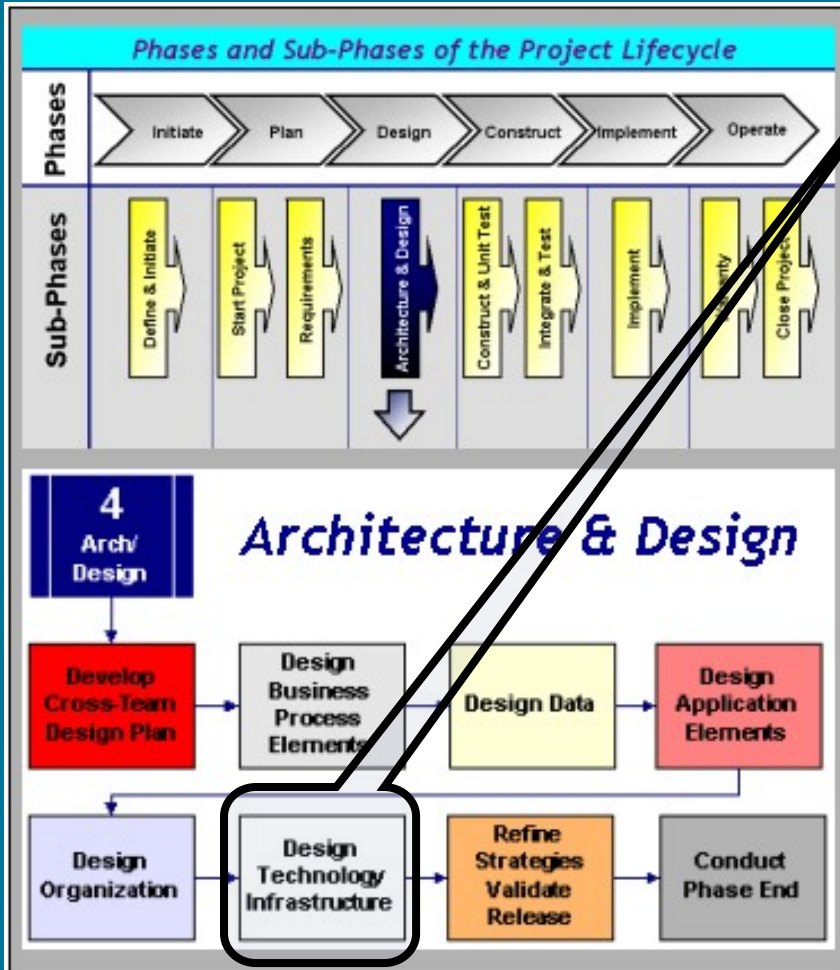 Phases and Sub-Phases of the Project Lifecycle
Phases
Initiate
Plan
Design
Construct
Implement
Operate
Sub-Phases
Define & Initiate
Start Project
Requirements
Architecture & Design
Construct & Unit Test
Integrate & Test
Implement
Close Project
4
Arch/
Design
Architecture & Design
Develop
Cross-Team
Design Plan
Design
Business
Process
Elements
Design Data
Design
Application
Elements
Design
Organization
Design
Technology
Infrastructure
Refine
Strategies
Validate
Release
Conduct
Phase End